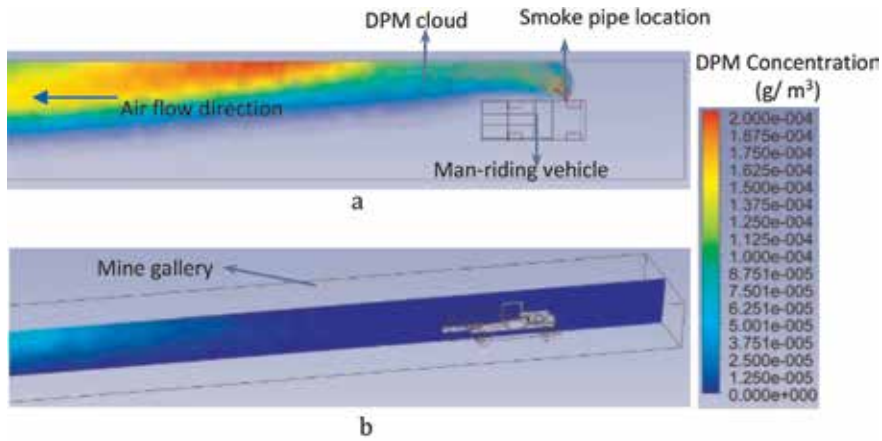 DPM cloud
Smoke pipe location
DPM Concentration
(g/ m³)
Air flow direction
Man-riding vehicle
a
2.000e-004
1.875e-004
1.750e-004
1.625e-004
1.500e-004
1.375e-004
1.250e-004
1.125e-004
1.000e-004
8.751e-005
7.501e-005
6.251e-005
5.001e-005
3.751e-005
2.500e-005
1.250e-005
0.000e+000
Mine gallery
b